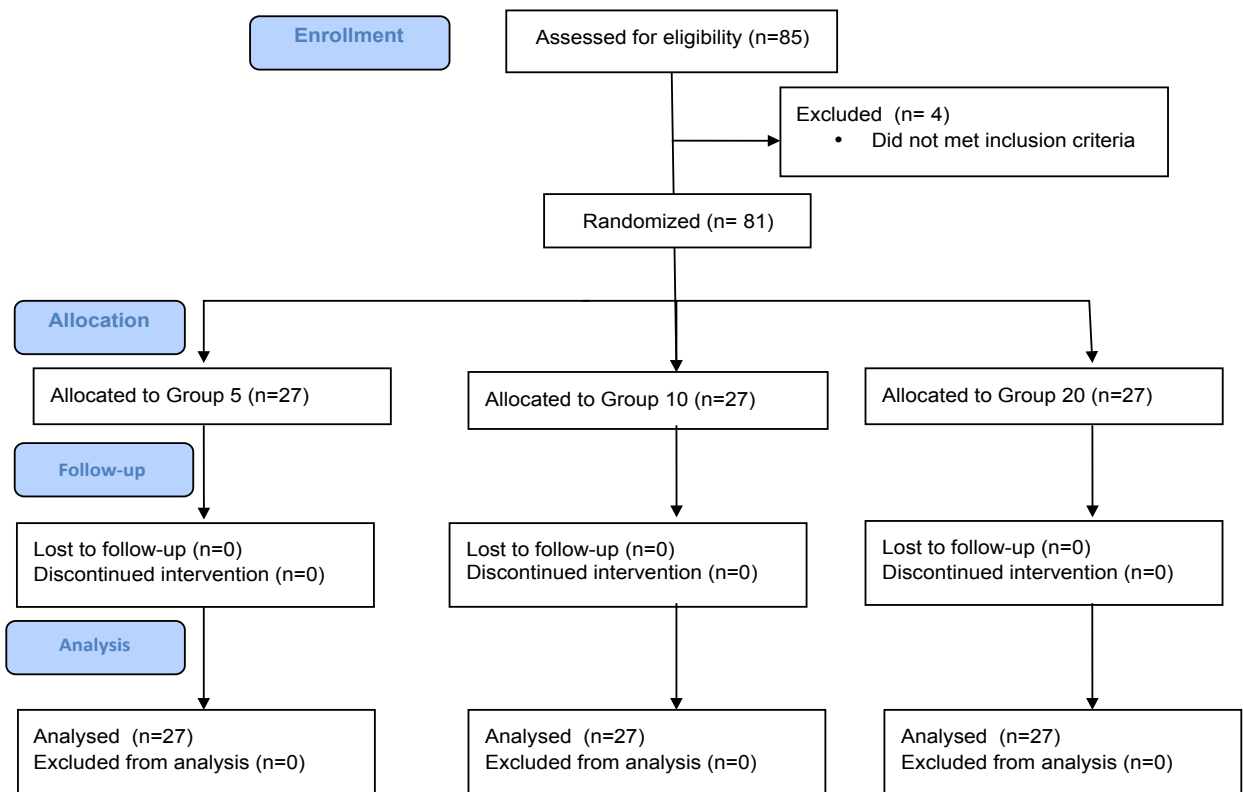 Enrollment
Assessed for eligibility (n=85)
Excluded (n= 4)
• Did not met inclusion criteria
Randomized (n= 81)
Allocation
Allocated to Group 5 (n=27)
Allocated to Group 10 (n=27)
Allocated to Group 20 (n=27)
Follow-up
Lost to follow-up (n=0)
Discontinued intervention (n=0)
Lost to follow-up (n=0)
Discontinued intervention (n=0)
Lost to follow-up (n=0)
Discontinued intervention (n=0)
Analysis
Analysed (n=27)
Excluded from analysis (n=0)
Analysed (n=27)
Excluded from analysis (n=0)
Analysed (n=27)
Excluded from analysis (n=0)